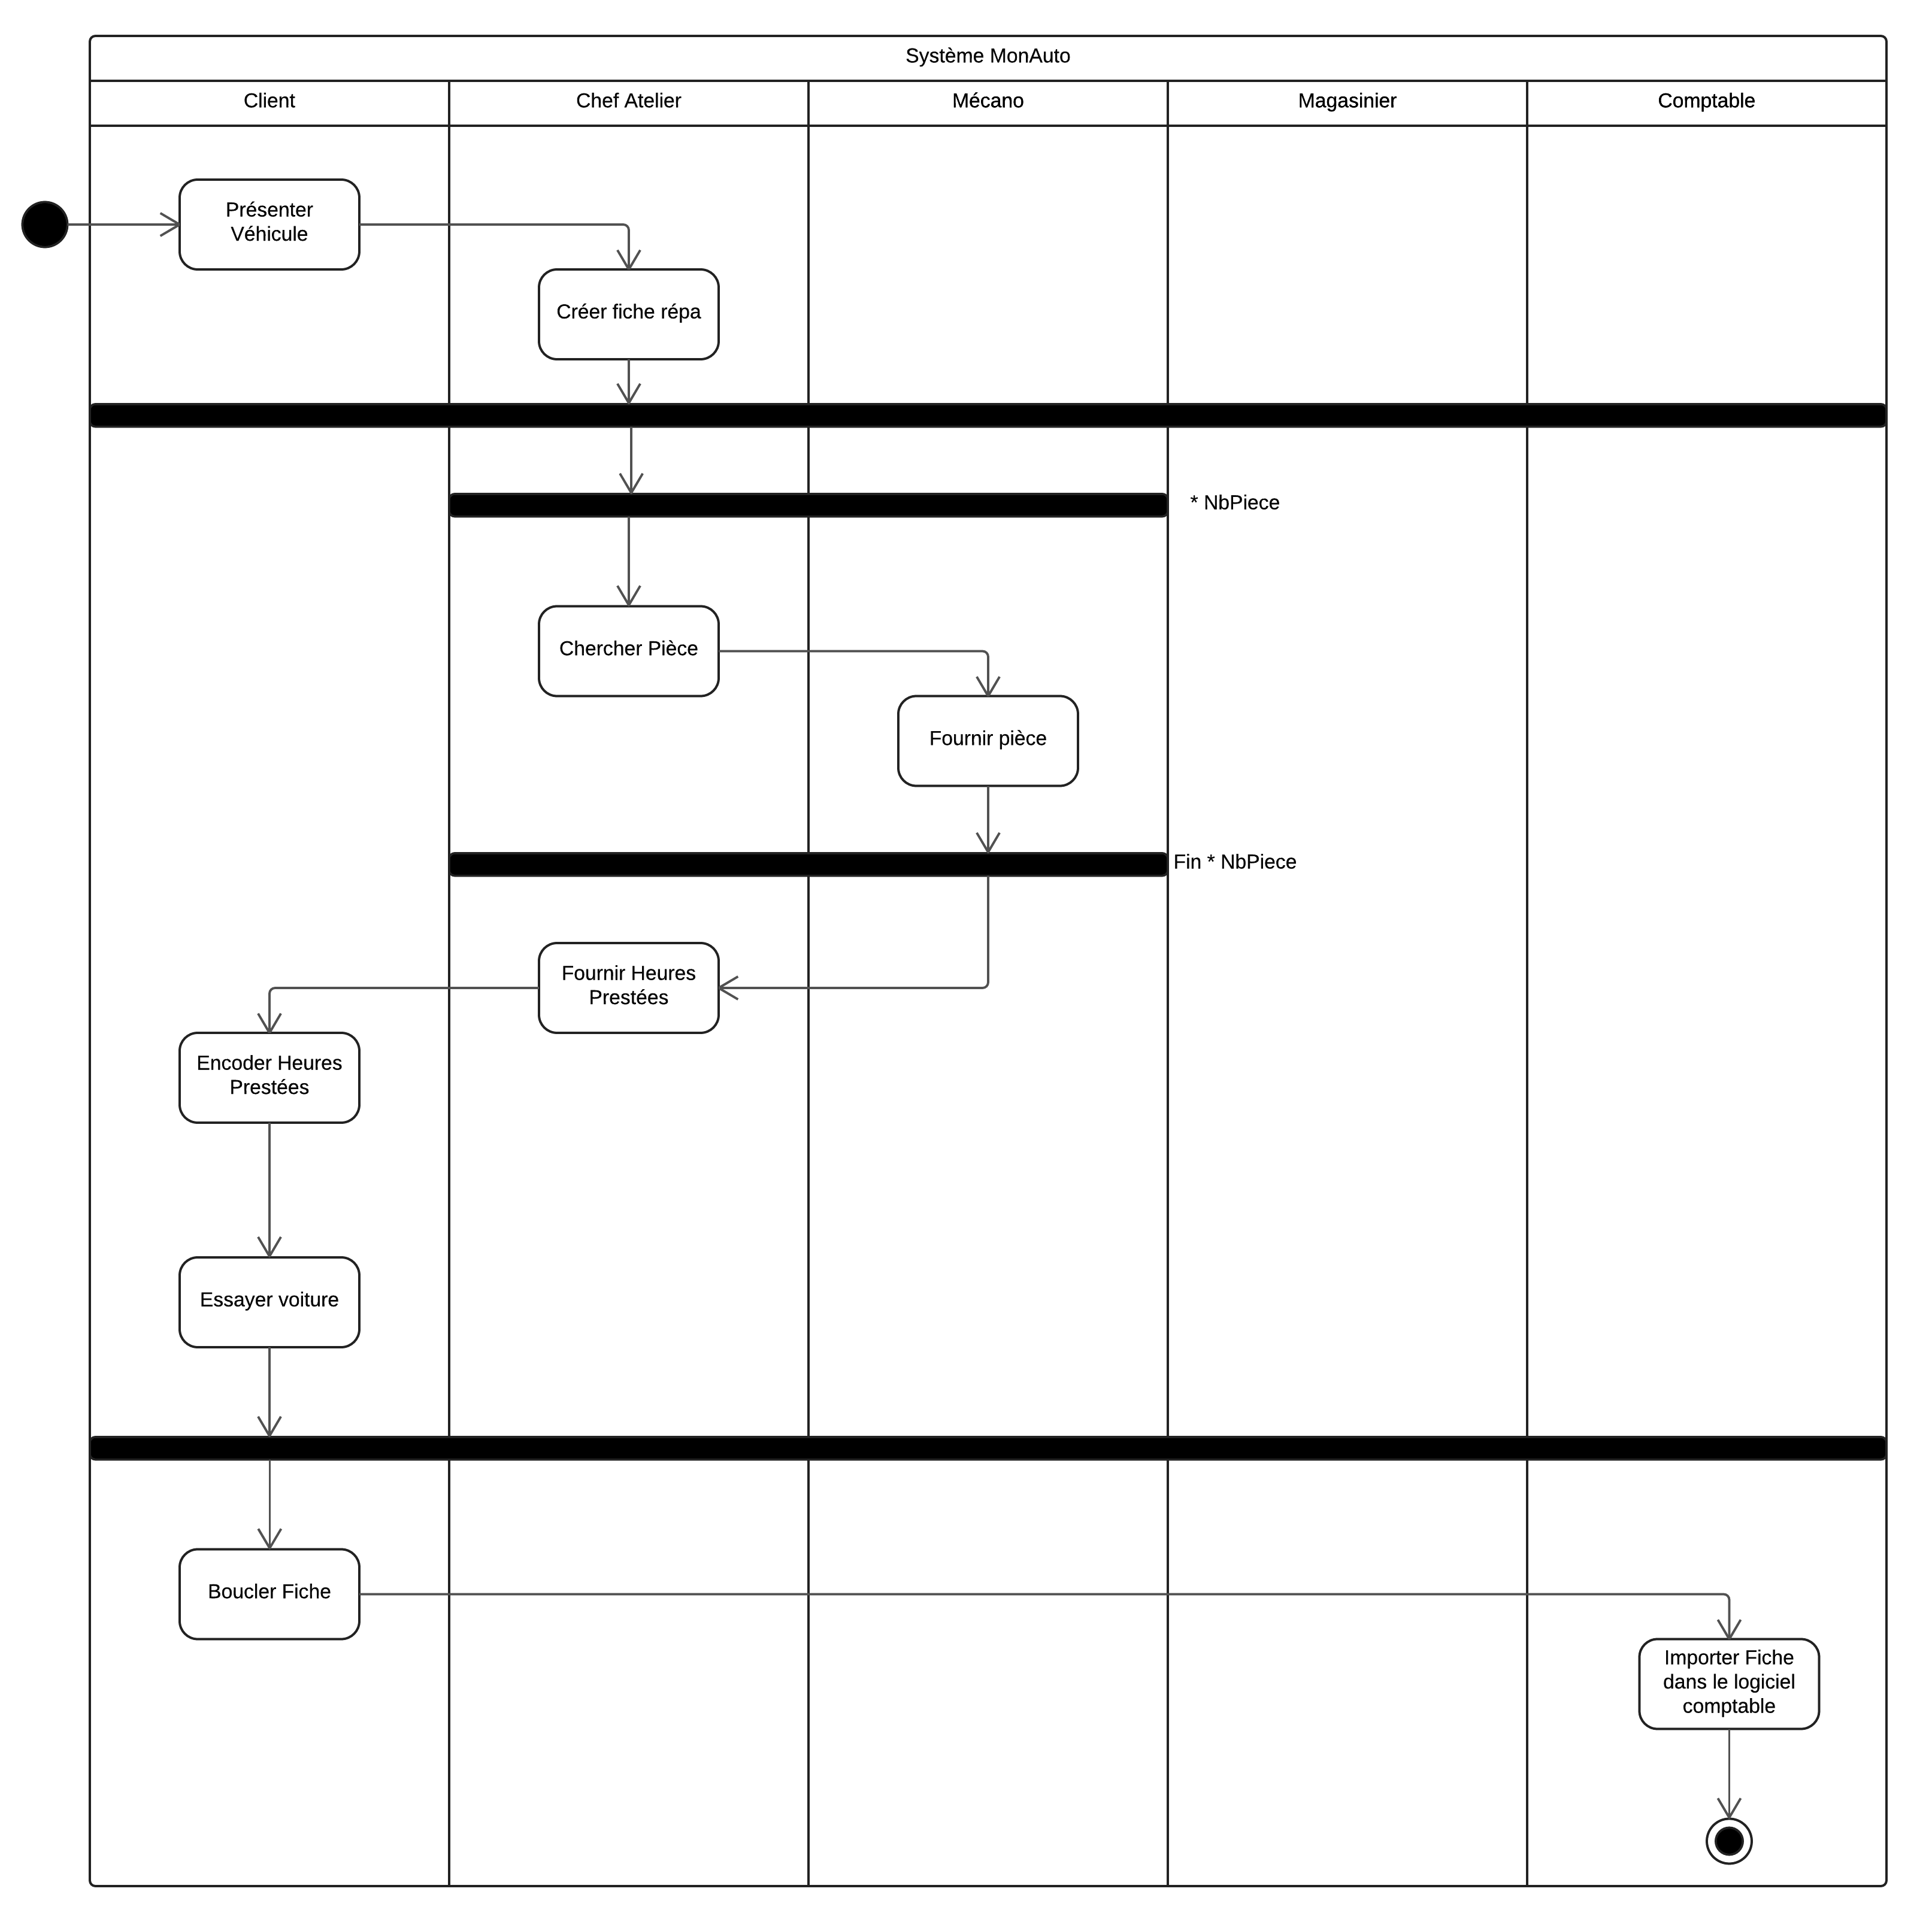 Système MonAuto
Client
Chef Atelier
Mécano
Magasinier
Comptable
Présenter
Véhicule
Créer fiche répa
* NbPiece
Chercher Pièce
Fournir pièce
Fin * NbPiece
Fournir Heures
Prestées
Encoder Heures
Prestées
Essayer voiture
Boucler Fiche
Importer Fiche
dans le logiciel
comptable